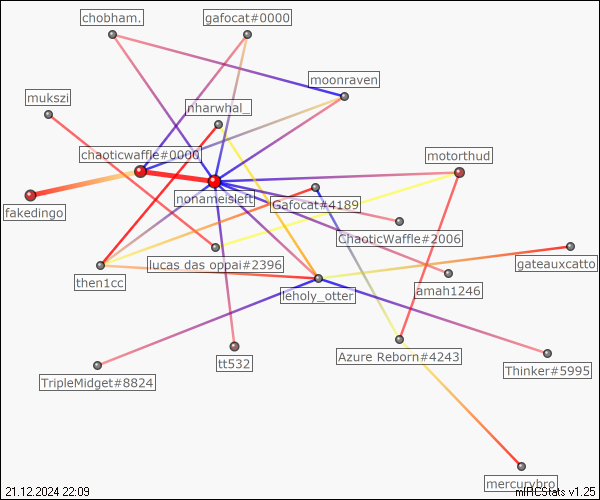 chobham.
gafocat#0000
moonraven
mukszi
nharwhal_
chaoticwaffle#0000
motorthud
fakedingo
nonameisleft
Gafocat#4189
ChaoticWaffle#2006
lucas das oppai#2396
gateauxcatto
then1cc
leholy_otter
amah1246
tt532
Azure Reborn#4243
Thinker#5995
TripleMidget#8824
mercurybro
21.12.2024 22:09
mIRCStats v1.25